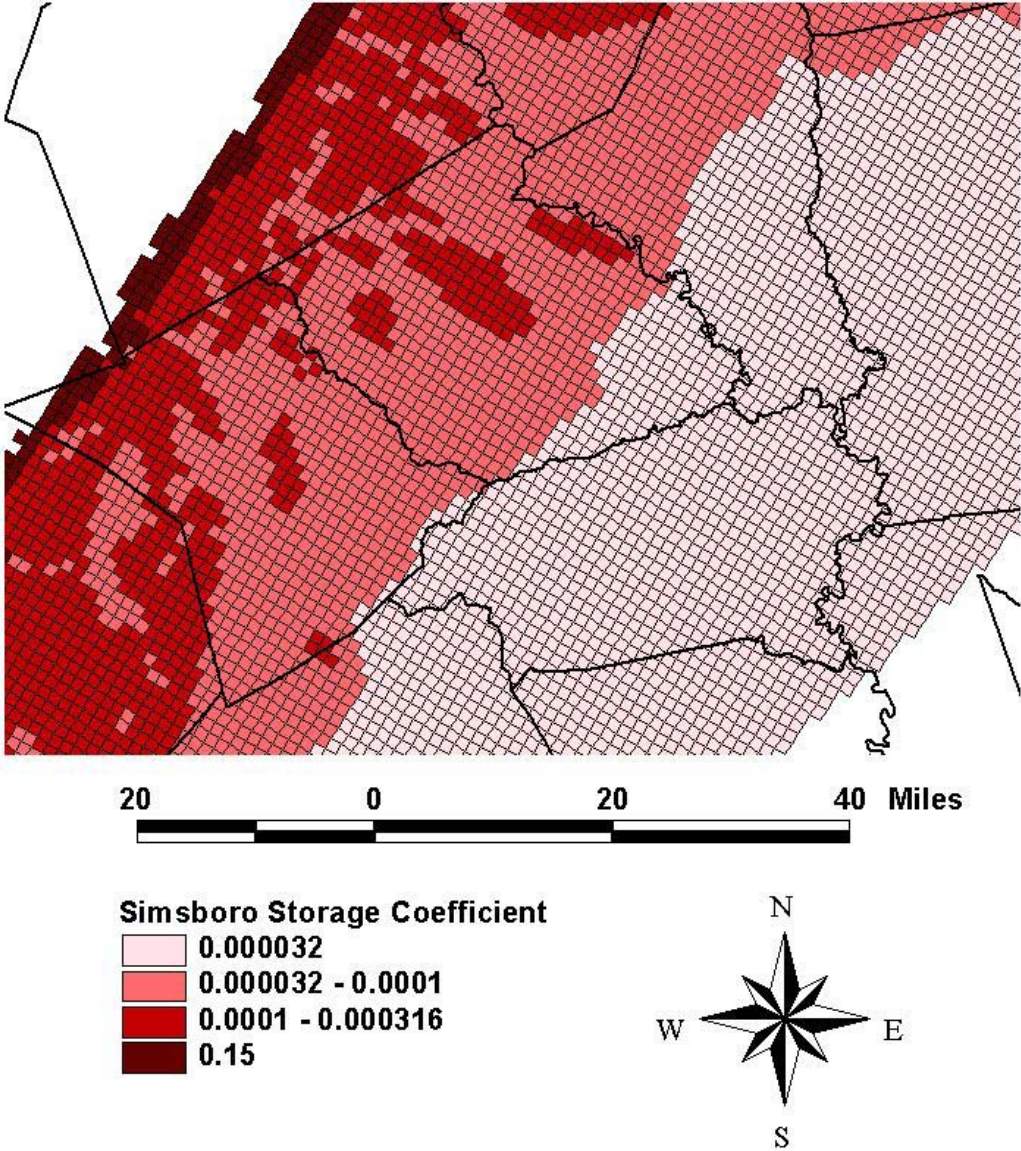 20 0 20 40 Miles
Simsboro Storage Coefficient
0.000032
0.000032 - 0.0001
0.0001 - 0.000316
0.15
N
W E
S